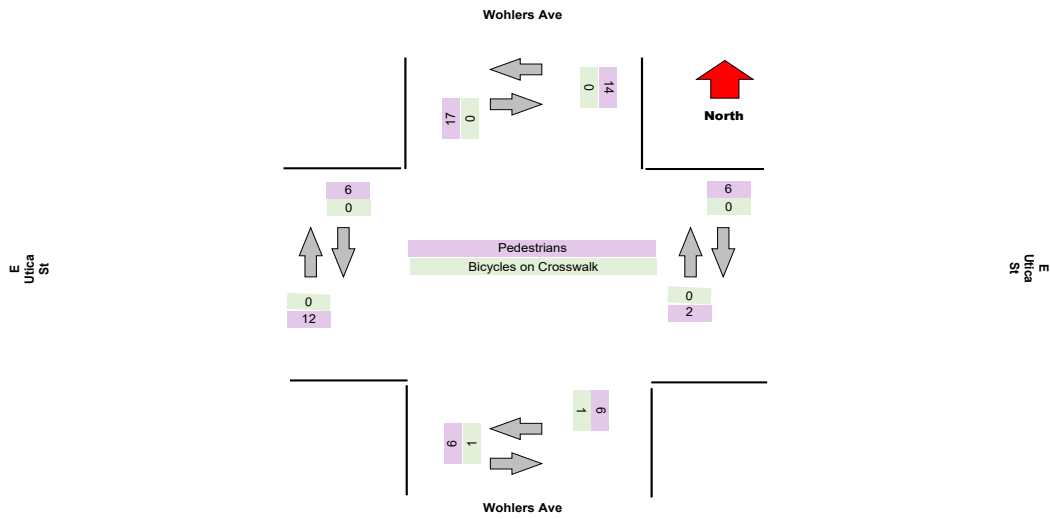 Wohlers Ave
0
14
North
17
0
6
0
6
0
Pedestrians
Bicycles on Crosswalk
E
Utica
St
E
Utica
St
0
12
0
2
1
6
6
1
Wohlers Ave